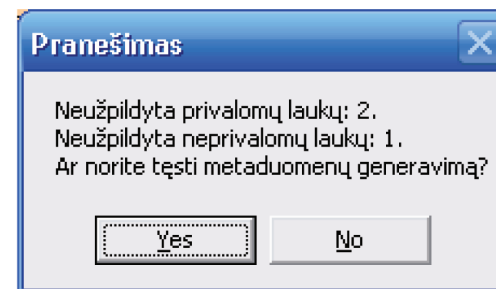 Pranešimas
Neužpildyta privalomų laukų: 2.
Neužpildyta neprivalomų laukų: 1.
Ar norite tęsti metaduomenų generavimą?
Yes No